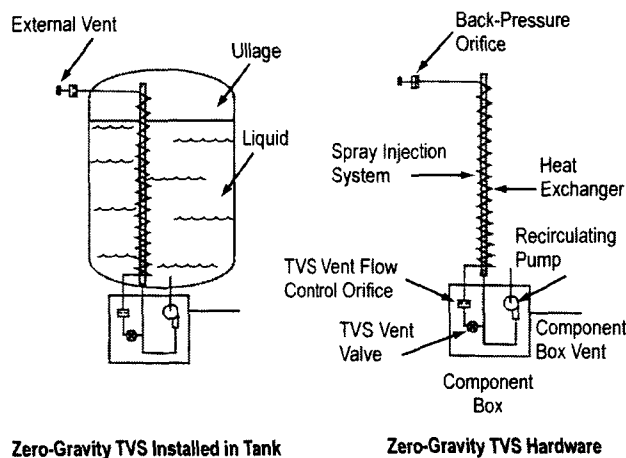 External Vent
Ullage
Liquid
Zero-Gravity TVS Installed in Tank
Back-Pressure
Orifice
Spray Injection
System
Heat
Exchanger
Recirculating
Pump
TVS Vent Flow
Control Orifice
TVS Vent
Valve
Component
Box Vent
Component
Box
Zero-Gravity TVS Hardware